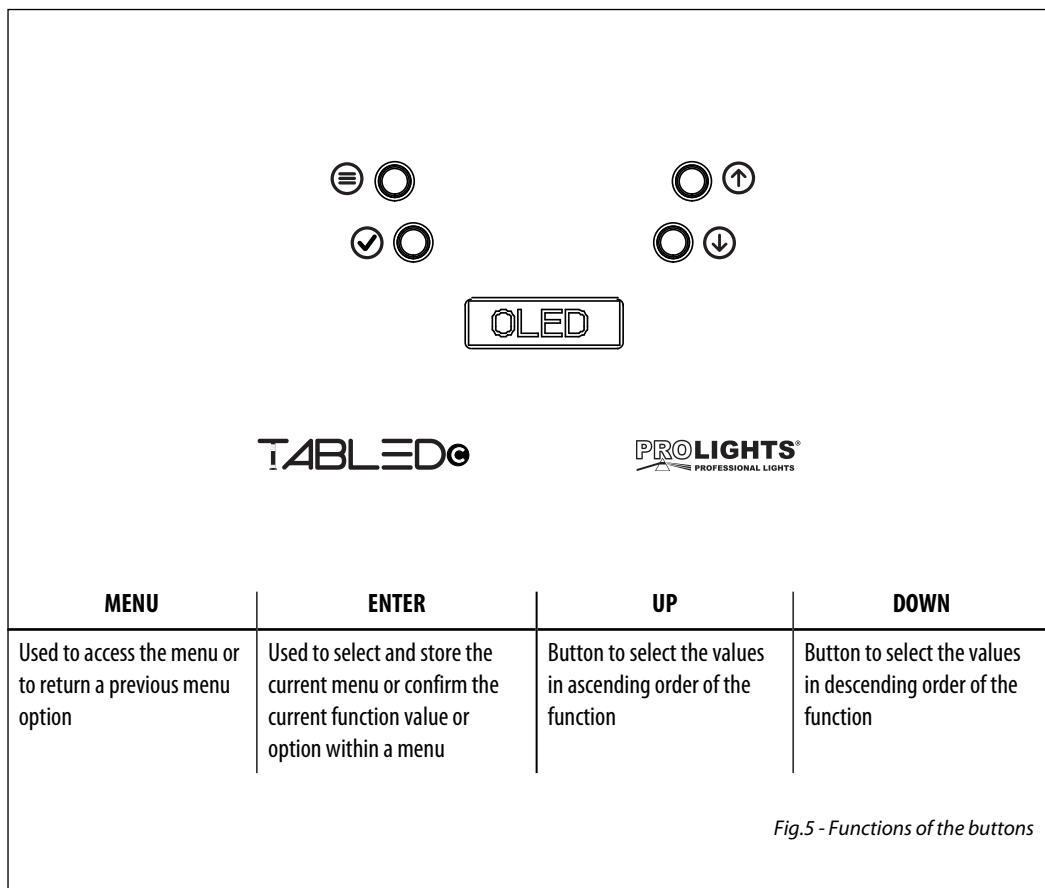 OLED
TABLED C
PROLIGHTS®
PROFESSIONAL LIGHTS
MENU ENTER UP DOWN
Used to access the menu or Used to select and store the Button to select the values Button to select the values
to return a previous menu current menu or confirm the in ascending order of the in descending order of the
option current function value or function function
option within a menu
Fig.5 - Functions of the buttons